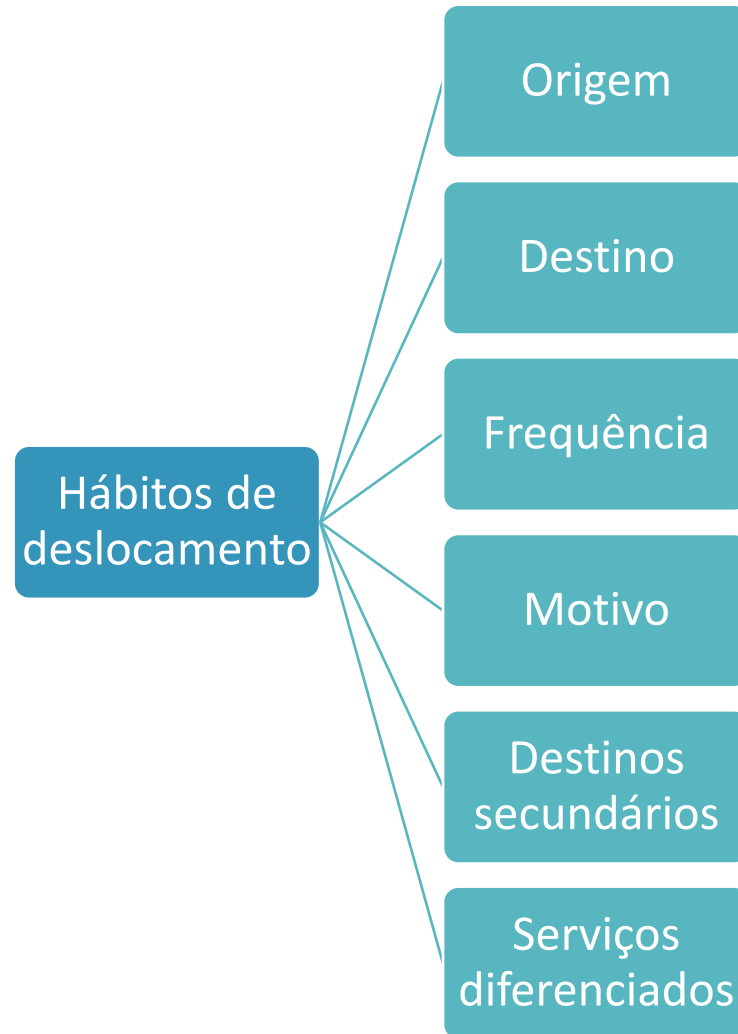 Origem
Destino
Frequência
Hábitos de
deslocamento
Motivo
Destinos
secundários
Serviços
diferenciados